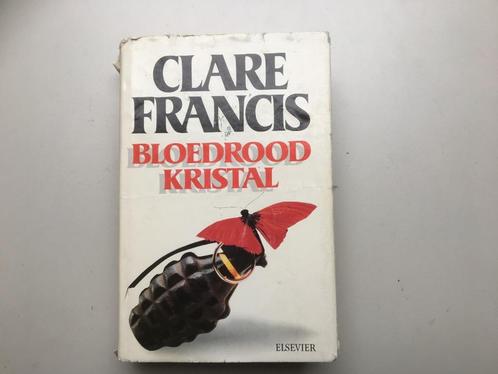 CLARE
FRANCIS
BLOEDROOD
KRISTAL
ELSEVIER